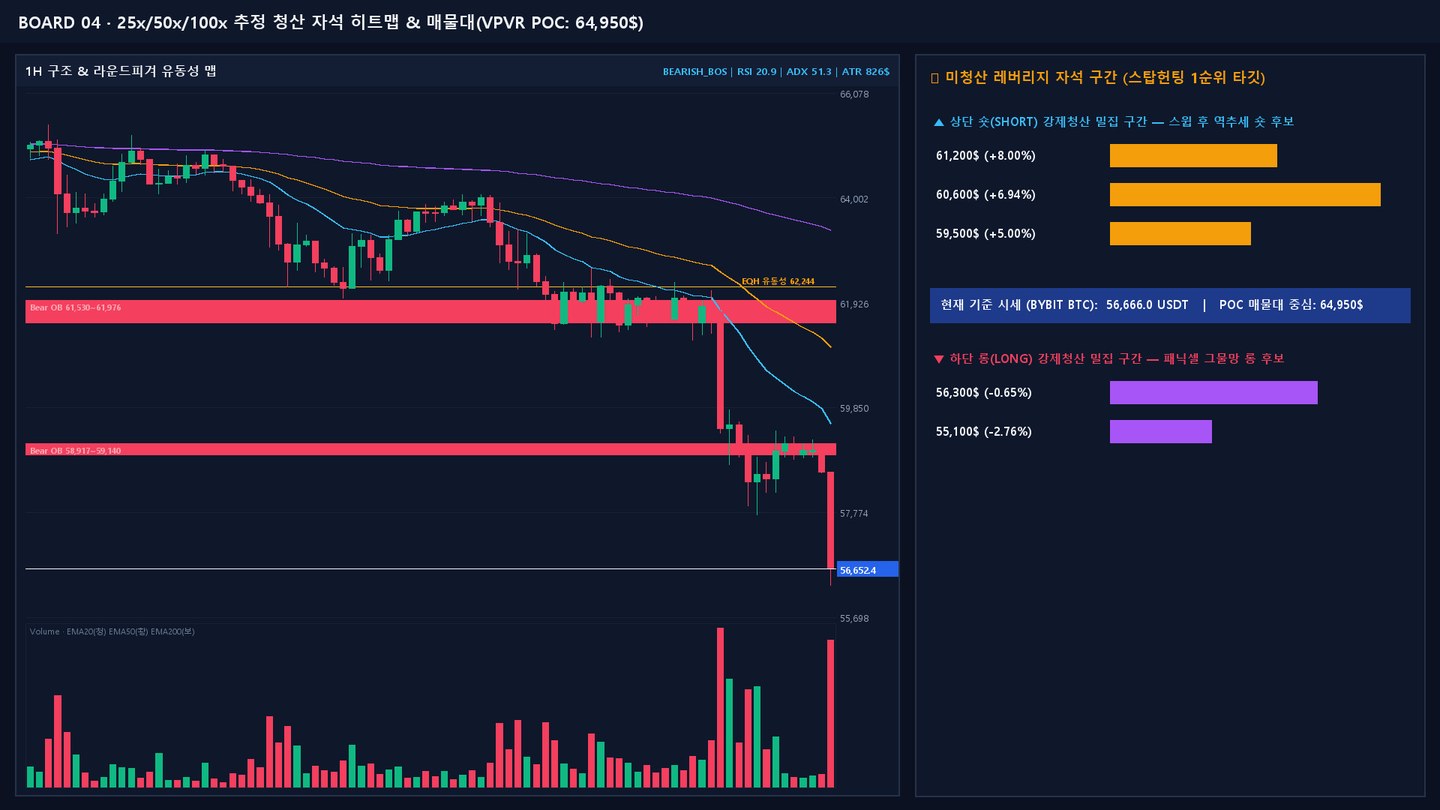 BOARD 04 · 25x/50x/100x 추정 청산 자석 히트맵 & 매물대(VPVR POC: 64,950$)
1H 구조 & 라운드피겨 유동성 맵
BEARISH_BOS | RSI 20.9 | ADX 51.3 | ATR 826$
66,078
64,002
EQH 유동성 62,244
61,926
Bear OB 61,530~61,976
59,850
Bear OB 58,917~59,140
57,774
56,652.4
55,698
Volume · EMA20(청) EMA50(황) EMA200(보)
미청산 레버리지 자석 구간 (스탑헌팅 1순위 타깃)
▲ 상단 숏(SHORT) 강제청산 밀집 구간 — 스윕 후 역추세 숏 후보
61,200$ (+8.00%)
60,600$ (+6.94%)
59,500$ (+5.00%)
현재 기준 시세 (BYBIT BTC): 56,666.0 USDT | POC 매물대 중심: 64,950$
▼ 하단 롱(LONG) 강제청산 밀집 구간 — 패닉셀 그물망 롱 후보
56,300$ (-0.65%)
55,100$ (-2.76%)